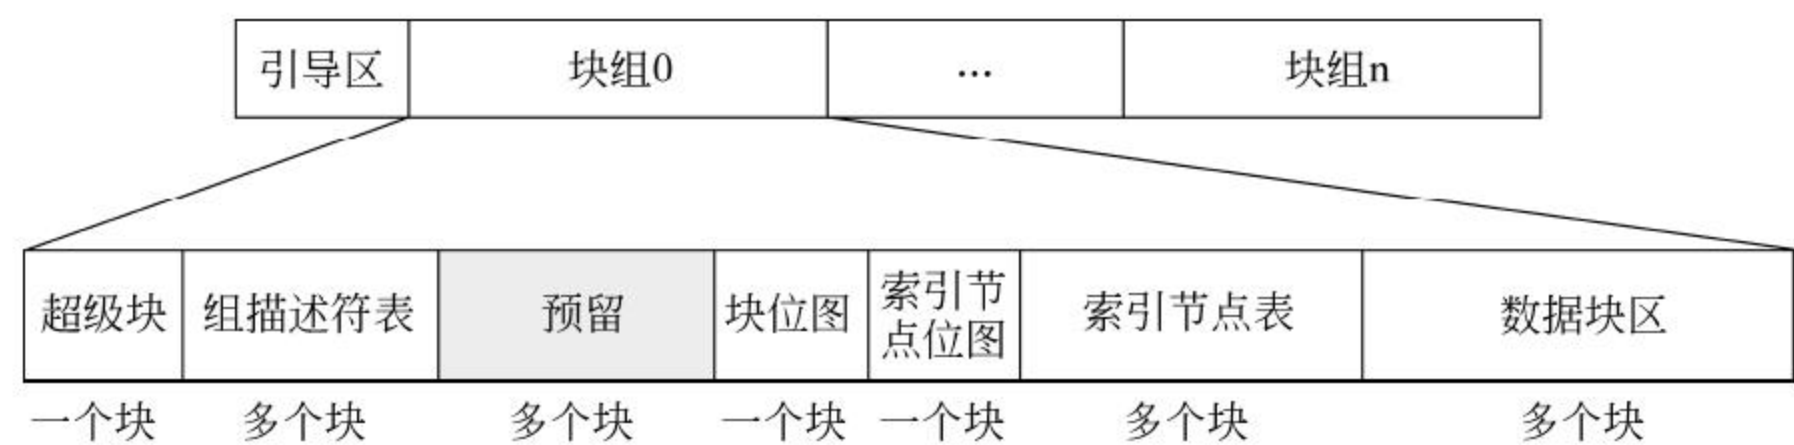 引导区 块组0 ... 块组n
超级块 组描述符表 预留 块位图 索引节点位图 索引节点表 数据块区
一个块 多个块 多个块 一个块 一个块 多个块 多个块